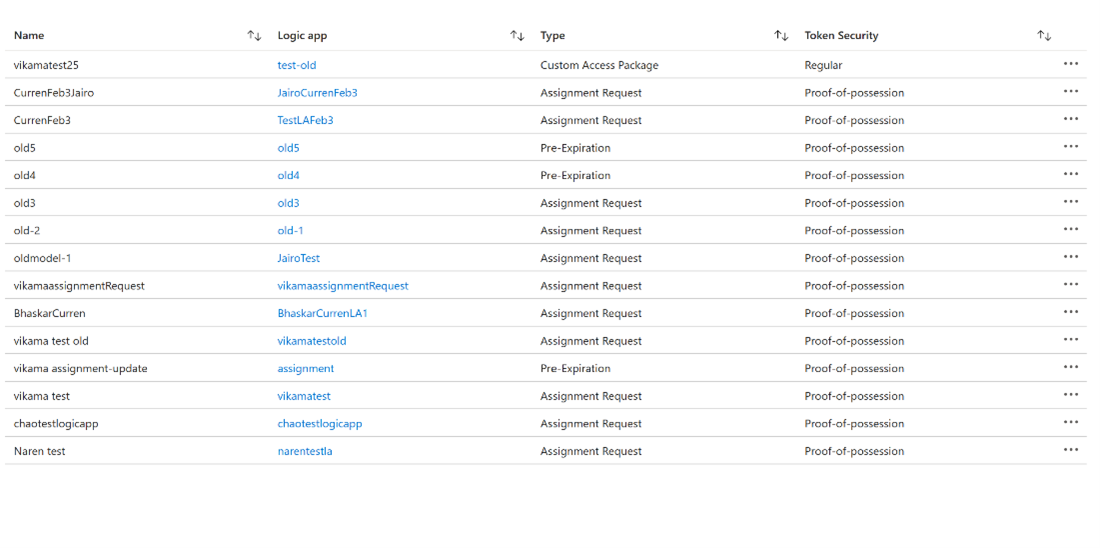 Name Logic app Type Token Security
vikamatest25 test-old Custom Access Package Regular
CurrenFeb3Jairo JairoCurrenFeb3 Assignment Request Proof-of-possession
CurrenFeb3 TestLAFeb3 Assignment Request Proof-of-possession
old5 old5 Pre-Expiration Proof-of-possession
old4 old4 Pre-Expiration Proof-of-possession
old3 old3 Assignment Request Proof-of-possession
old-2 old-1 Assignment Request Proof-of-possession
oldmodel-1 JairoTest Assignment Request Proof-of-possession
vikamaassignmentRequest vikamaassignmentRequest Assignment Request Proof-of-possession
BhaskarCurren BhaskarCurrenLA1 Assignment Request Proof-of-possession
vikama test old vikamatestold Assignment Request Proof-of-possession
vikama assignment-update assignment Pre-Expiration Proof-of-possession
vikama test vikamatest Assignment Request Proof-of-possession
chaotestlogicapp chaotestlogicapp Assignment Request Proof-of-possession
Naren test narentestla Assignment Request Proof-of-possession